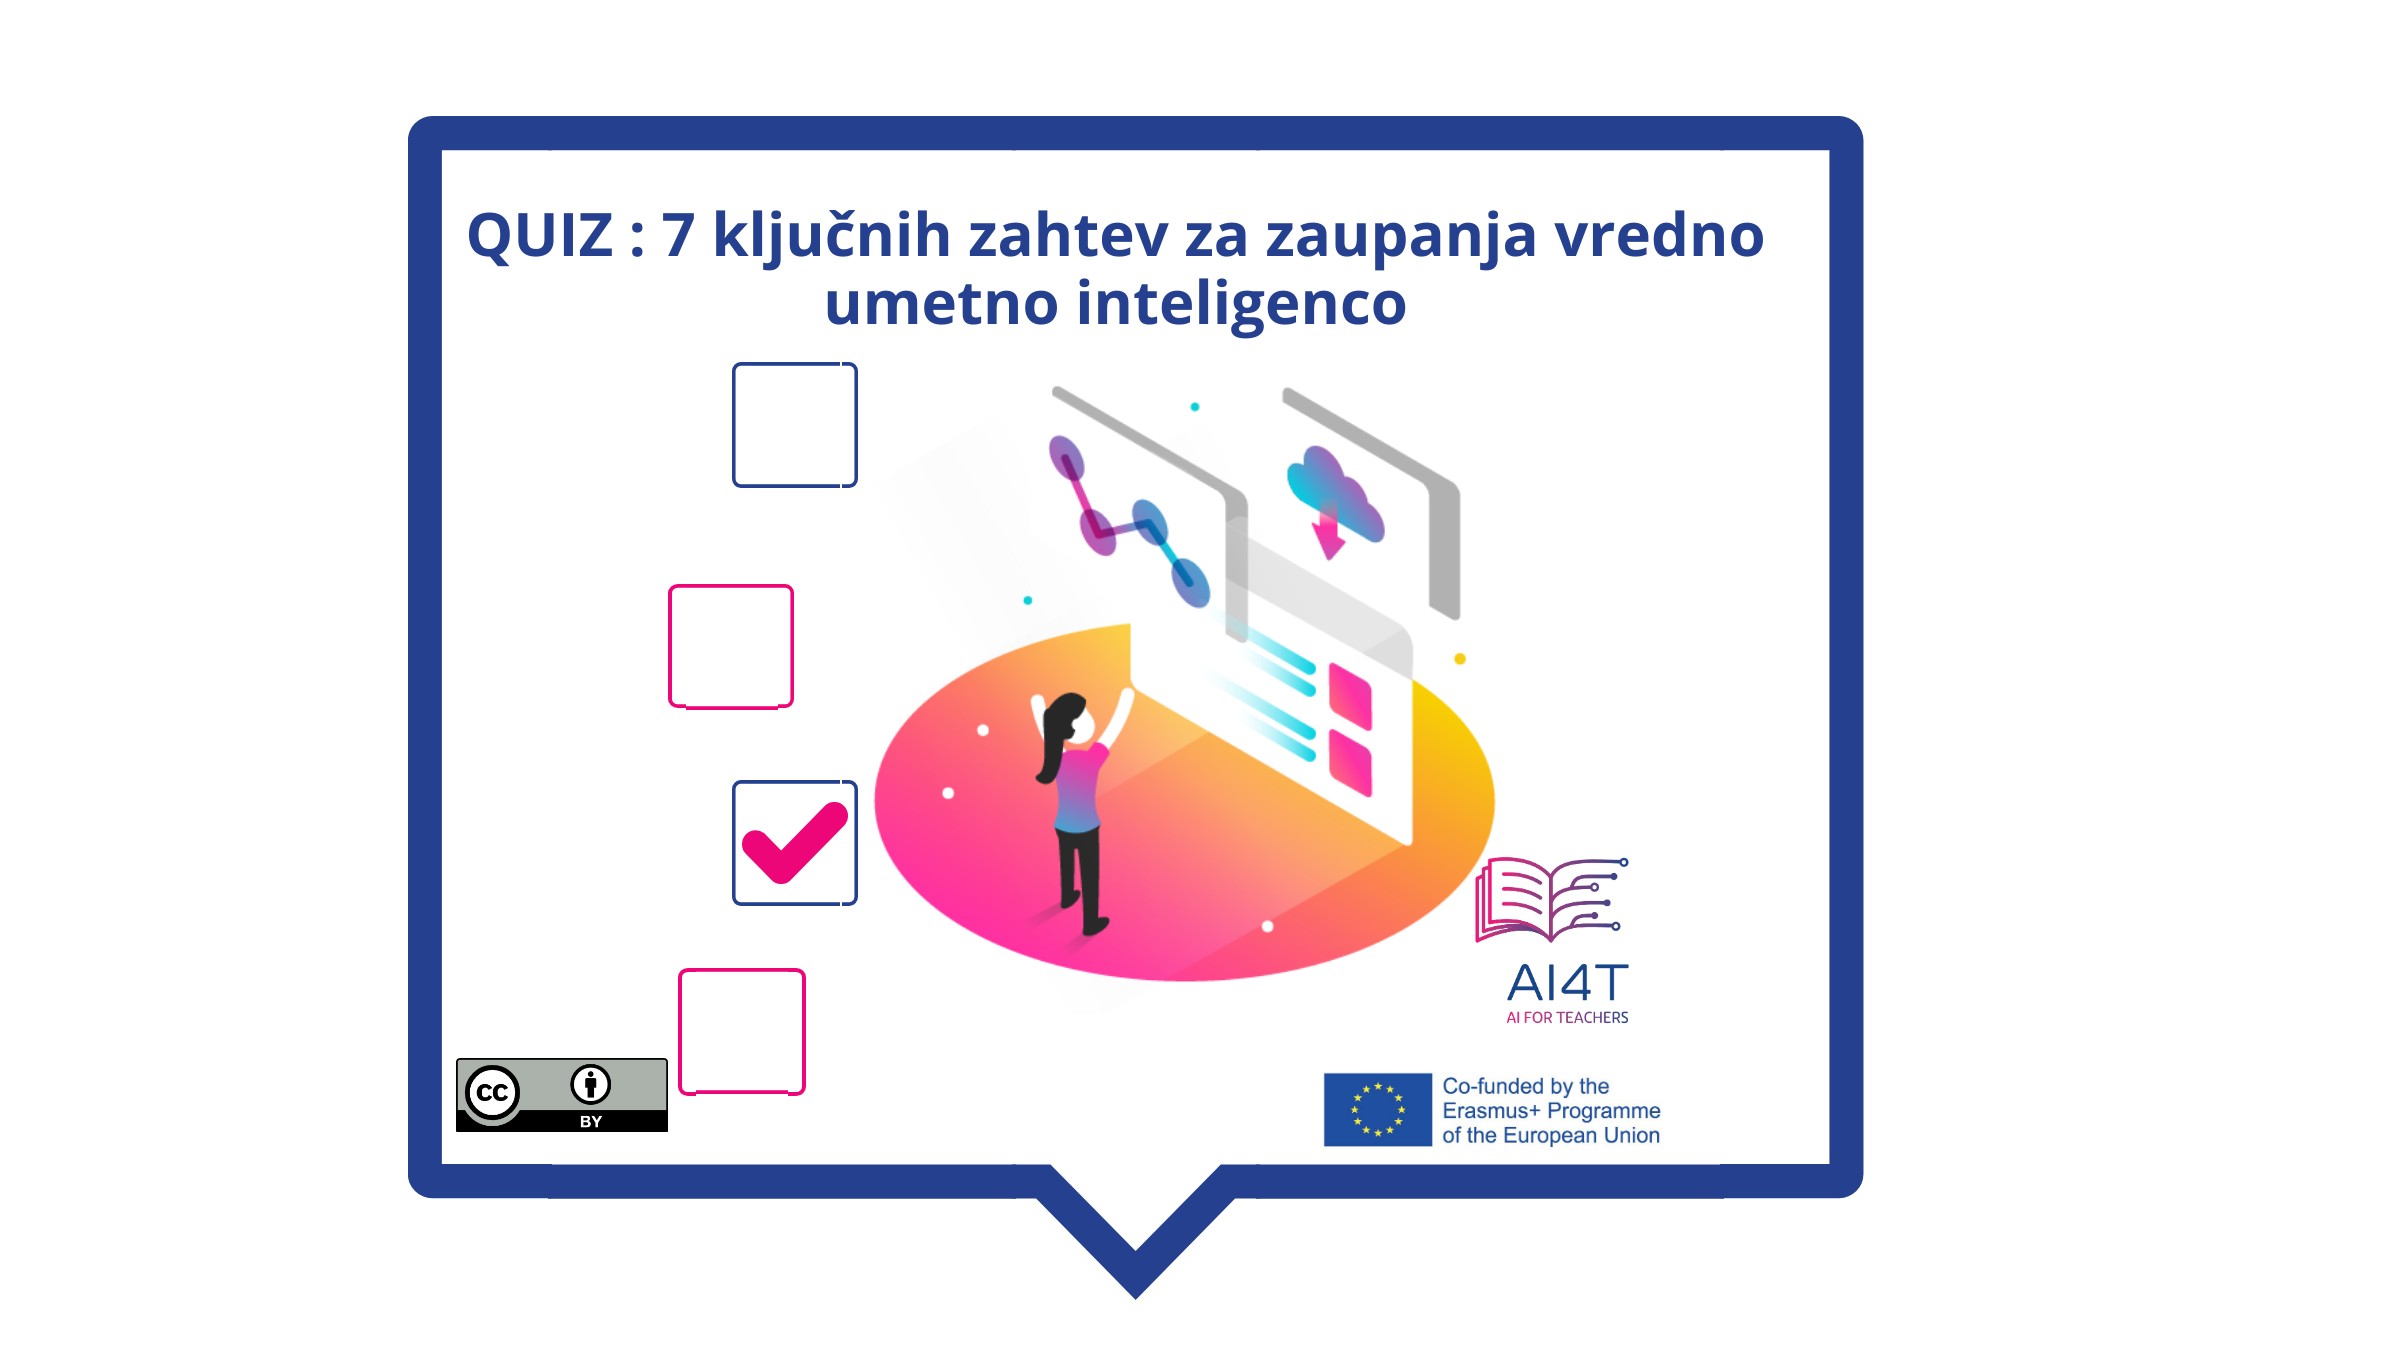 QUIZ : 7 ključnih zahtev za zaupanja vredno
umetno inteligenco
AI4T
AI FOR TEACHERS
CC
BY
Co-funded by the
Erasmus+ Programme
of the European Union